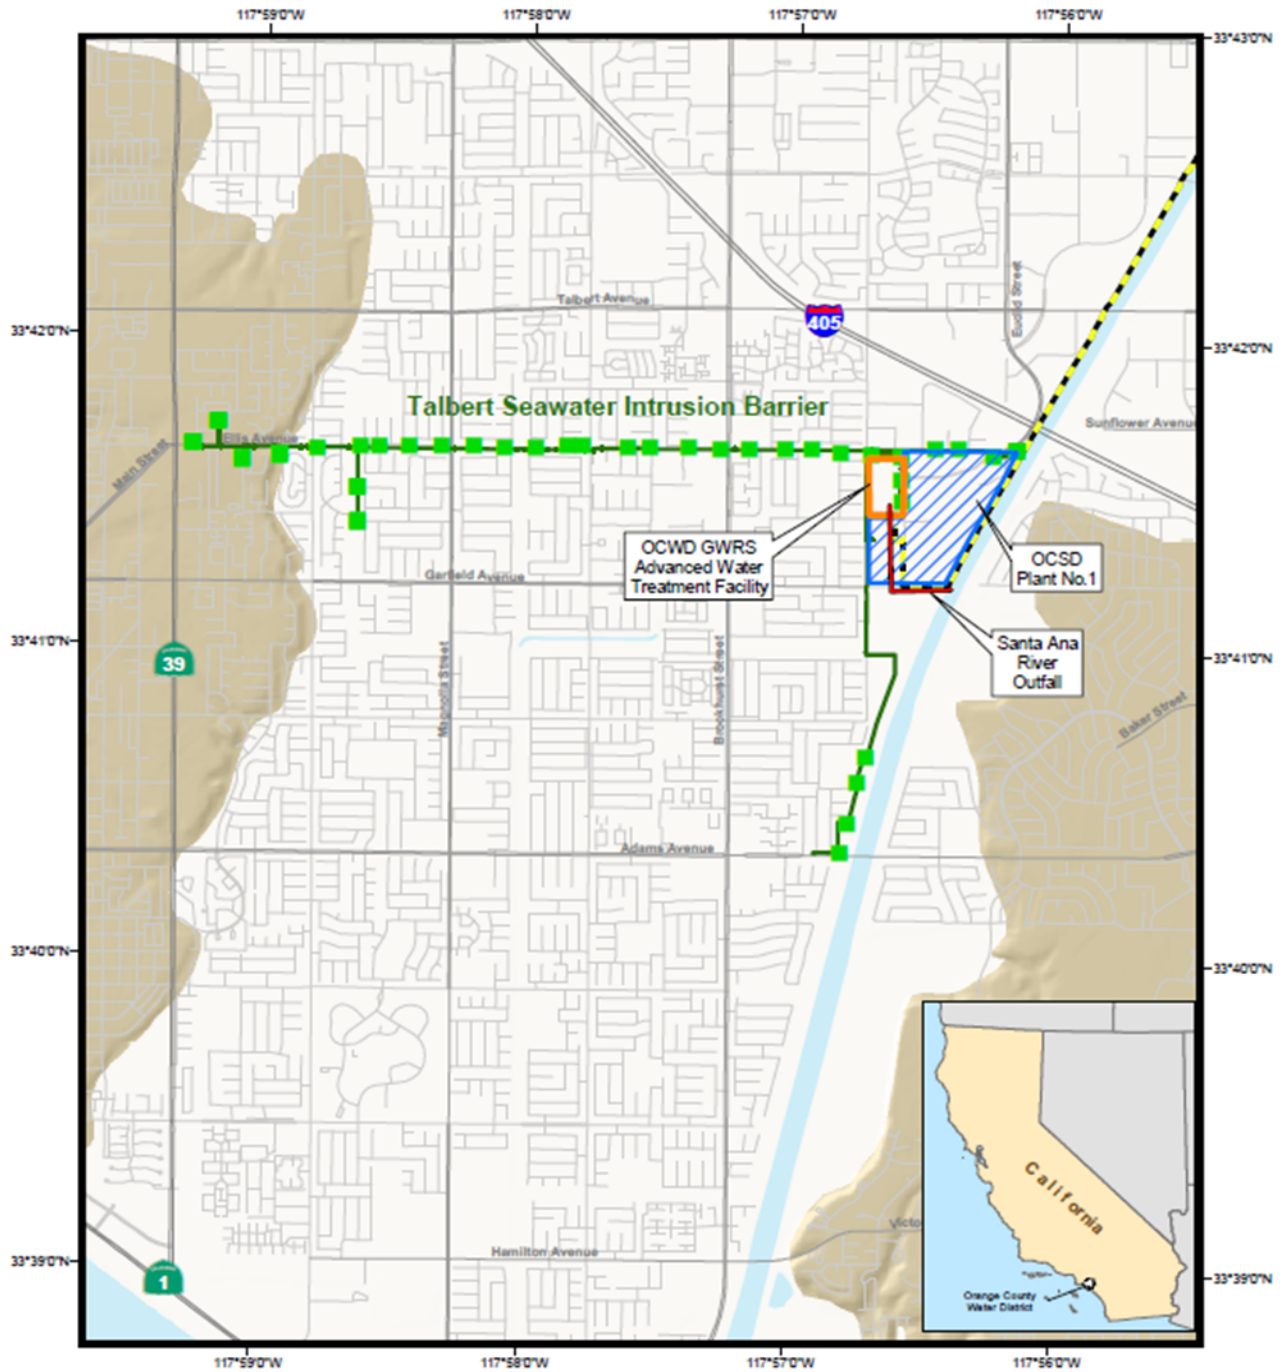 117°59'0"W
117°58'0"W
117°57'0"W
117°56'0"W
33°43'0"N
Euclid Street
Talbert Avenue
405
33°42'0"N
33°42'0"N
Talbert Seawater Intrusion Barrier
Sunflower Avenue
Ellis Avenue
Main Street
OCWD GWRS
Advanced Water
Treatment Facility
OCSD
Plant No.1
Garfield Avenue
Santa Ana
River
Outfall
33°41'0"N
33°41'0"N
39
Magnolia Street
Brookhurst Street
Baker Street
Adams Avenue
33°40'0"N
33°40'0"N
California
Victo
Hamilton Avenue
33°39'0"N
33°39'0"N
1
Orange County
Water District
117°59'0"W
117°58'0"W
117°57'0"W
117°56'0"W